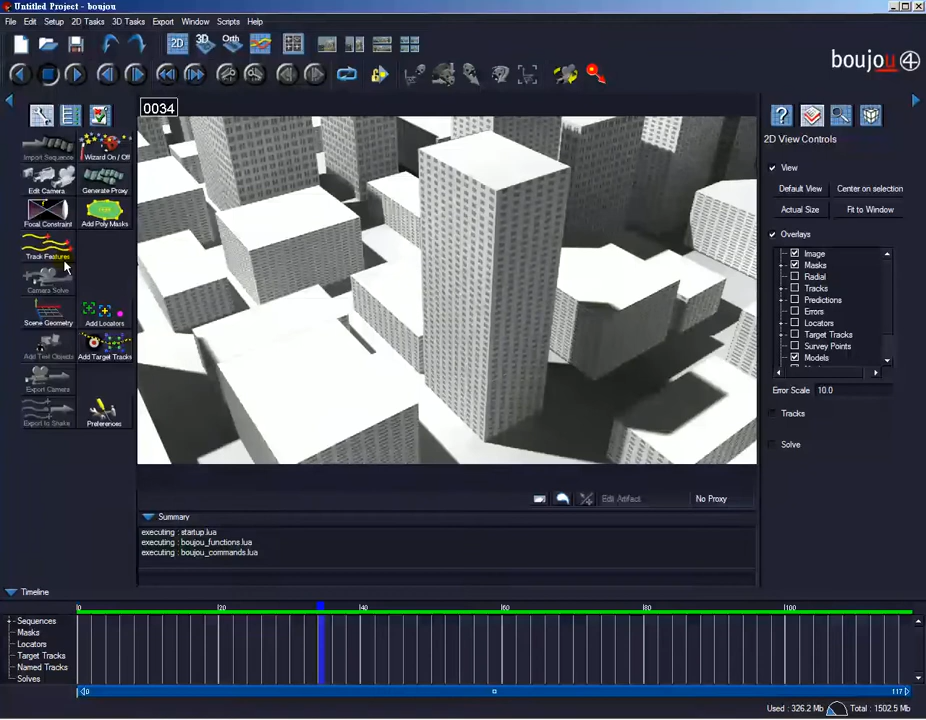 Untitled Project - boujou
File Edit Setup 2D Tasks 3D Tasks Export Window Scripts Help
2D 3D Orth
boujou 4
0034
Import Sequence Wizard On / Off
Edit Camera Generate Proxy
Focal Constraint Add Poly Masks
Track Features
Camera Solve
Scene Geometry Add Locators
Add Test Objects Add Target Tracks
Export Camera
Export to Shake Preferences
2D View Controls
View
Default View Center on selection
Actual Size Fit to Window
Overlays
Image
Masks
Radial
Tracks
Predictions
Errors
Locators
Target Tracks
Survey Points
Models
Error Scale 10.0
Tracks
Solve
Edit Artifact No Proxy
Summary
executing : startup.lua
executing : boujou_functions.lua
executing : boujou_commands.lua
Timeline
0 20 40 60 80 100
Sequences
Masks
Locators
Target Tracks
Named Tracks
Solves
0 117
Used : 326.2 Mb Total : 1502.5 Mb